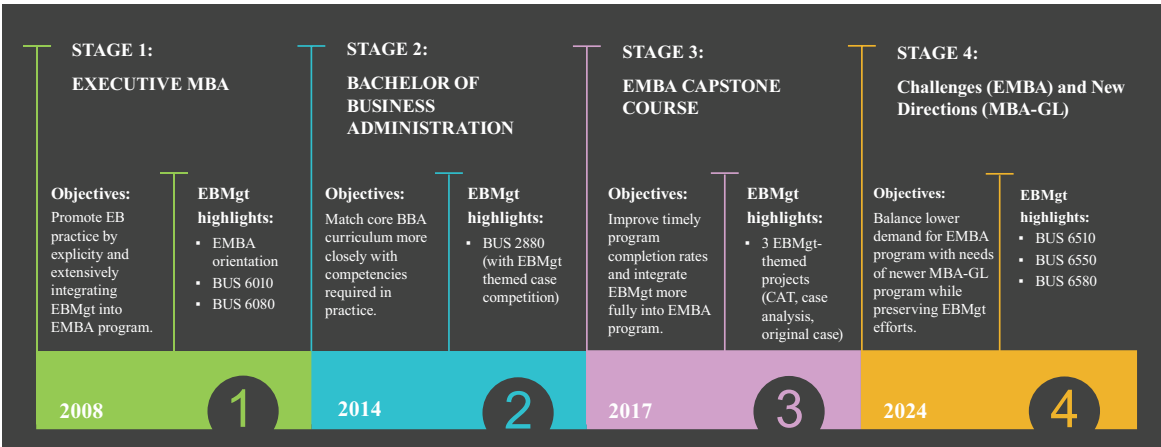 STAGE 1:
EXECUTIVE MBA
Objectives:
Promote EB
practice by
explicity and
extensively
integrating
EBMgt into
EMBA program.
EBMgt
highlights:
▪ EMBA
orientation
▪ BUS 6010
▪ BUS 6080
2008
1
STAGE 2:
BACHELOR OF
BUSINESS
ADMINISTRATION
Objectives:
Match core BBA
curriculum more
closely with
competencies
required in
practice.
EBMgt
highlights:
▪ BUS 2880
(with EBMgt
themed case
competition)
2014
2
STAGE 3:
EMBA CAPSTONE
COURSE
Objectives:
Improve timely
program
completion rates
and integrate
EBMgt more
fully into EMBA
program.
EBMgt
highlights:
▪ 3 EBMgt-
themed
projects
(CAT, case
analysis,
original case)
2017
3
STAGE 4:
Challenges (EMBA) and New
Directions (MBA-GL)
Objectives:
Balance lower
demand for EMBA
program with needs
of newer MBA-GL
program while
preserving EBMgt
efforts.
EBMgt
highlights:
▪ BUS 6510
▪ BUS 6550
▪ BUS 6580
2024
4